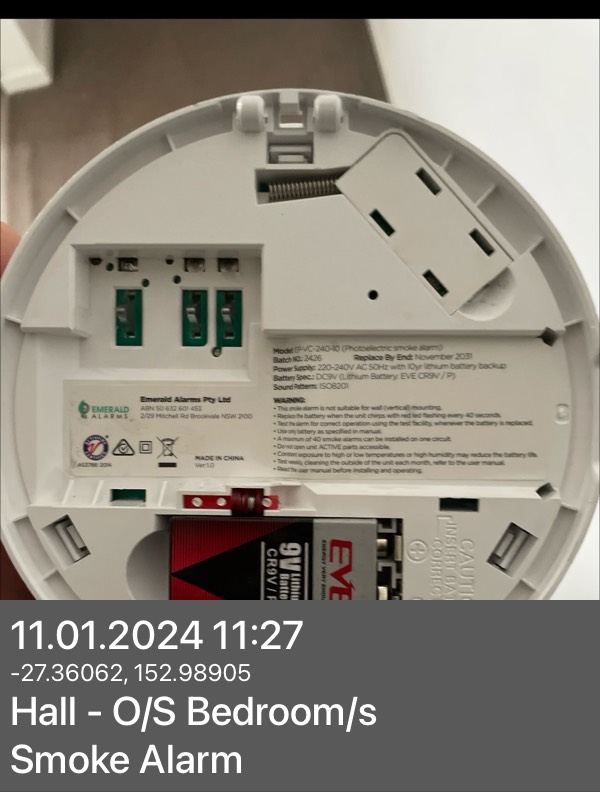 Model: EP-VC-240-10 (Photoelectric smoke alarm)
Batch NO.: 2426 Replace By End: November 2031
Power Supply: 220-240V AC 50Hz with 10yr lithium battery backup
Battery Spec.: DC9V (Lithium Battery, EVE CR9V / P)
Sound Pattern: ISO8201
WARNING:
• This smoke alarm is not suitable for wall (vertical) mounting.
• Replace the battery when the unit chirps with red led flashing every 40 seconds.
• Test the alarm for correct operation using the test facility, whenever the battery is replaced.
• Use only battery as specified in manual.
• A maximum of 40 smoke alarms can be installed on one circuit.
• Do not open unit ACTIVE parts accessible.
• Constant exposure to high or low temperatures or high humidity may reduce the battery life.
• Test weekly, cleaning the outside of the unit each month, refer to the user manual.
• Read the user manual before installing and operating.
EMERALD
ALARMS
Emerald Alarms Pty Ltd
ABN 50 632 601 453
2/29 Mitchell Rd Brookvale NSW 2100
AS3786:2014
MADE IN CHINA
Ver1.0
EVE
ENERGY VERY ENDURE
9V Lithium
CR9V / P
CAUTION
11.01.2024 11:27
-27.36062, 152.98905
Hall - O/S Bedroom/s
Smoke Alarm